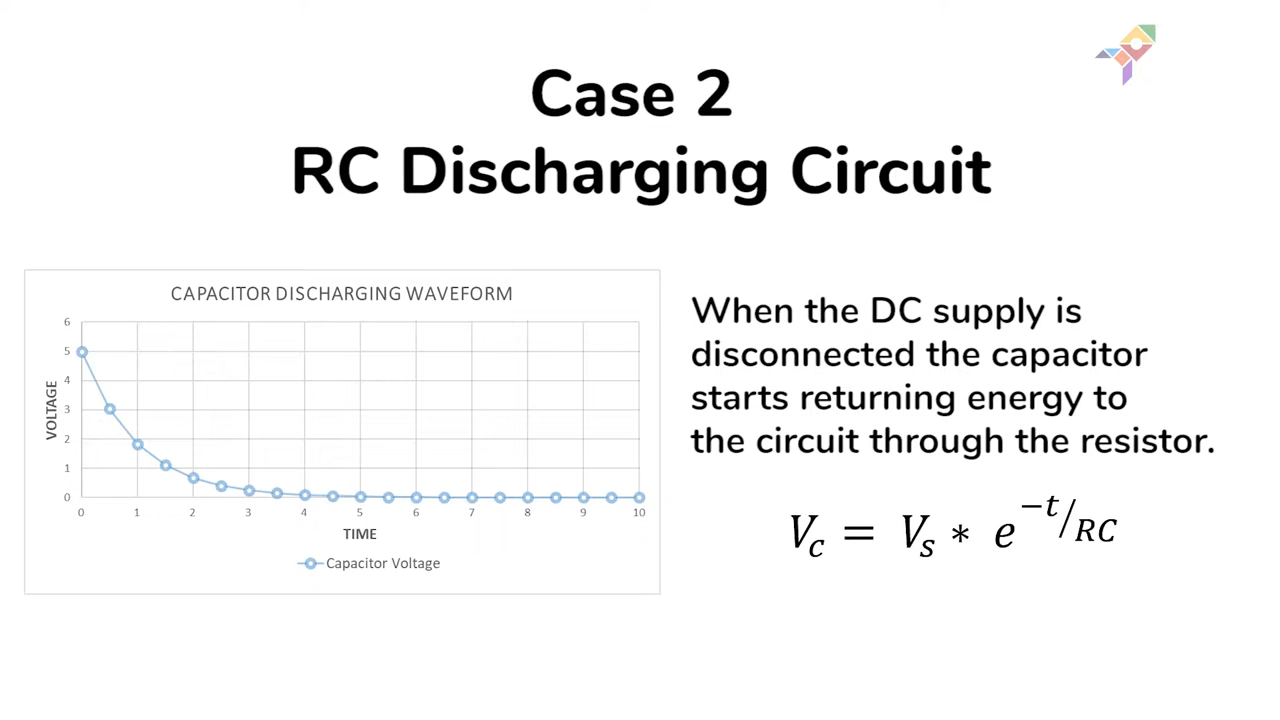 Case 2
RC Discharging Circuit
CAPACITOR DISCHARGING WAVEFORM
6
5
4
3
2
1
0
VOLTAGE
0 1 2 3 4 5 6 7 8 9 10
TIME
Capacitor Voltage
When the DC supply is
disconnected the capacitor
starts returning energy to
the circuit through the resistor.
V_c = V_s * e^{-t/RC}